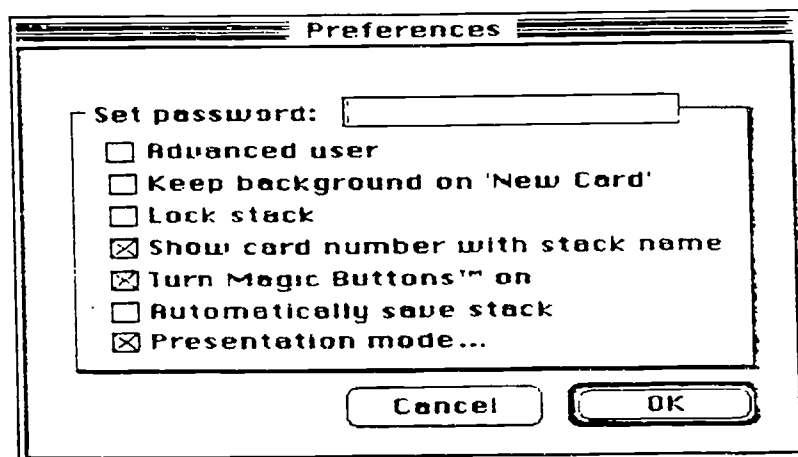 Preferences
Set password:
Advanced user
Keep background on 'New Card'
Lock stack
Show card number with stack name
Turn Magic Buttons™ on
Automatically save stack
Presentation mode...
Cancel OK